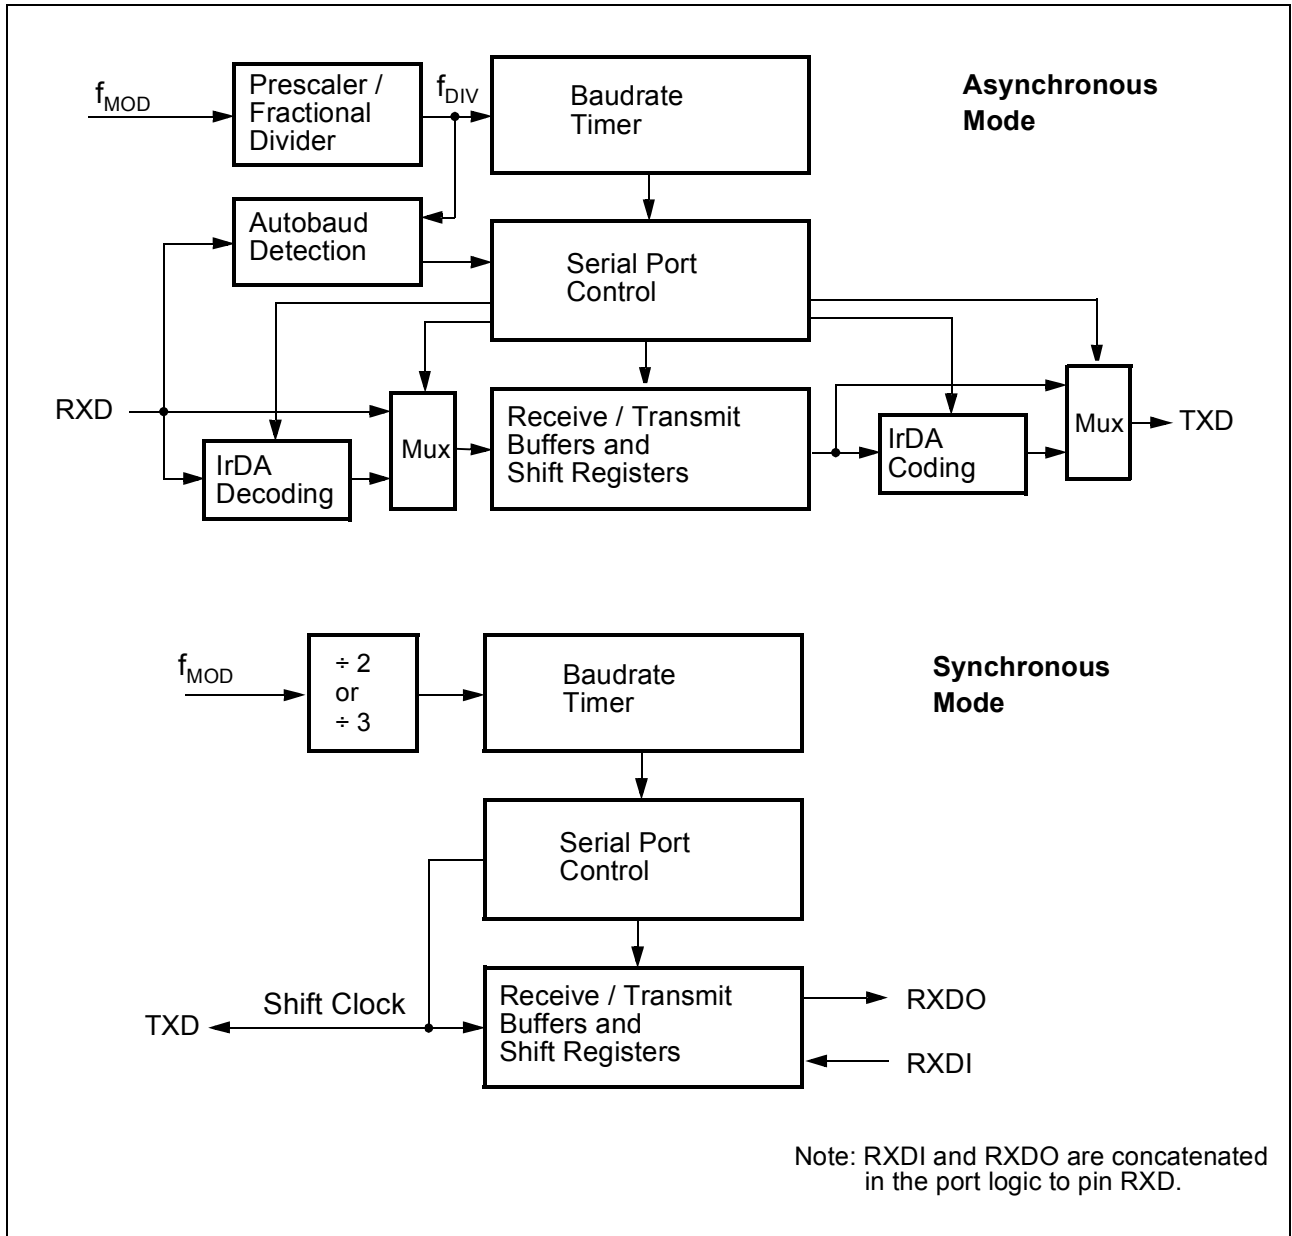 f_MOD
Prescaler /
Fractional
Divider
f_DIV
Baudrate
Timer
Asynchronous
Mode
Autobaud
Detection
Serial Port
Control
RXD
IrDA
Decoding
Mux
Receive / Transmit
Buffers and
Shift Registers
IrDA
Coding
Mux
TXD
f_MOD
÷ 2
or
÷ 3
Baudrate
Timer
Synchronous
Mode
Serial Port
Control
TXD
Shift Clock
Receive / Transmit
Buffers and
Shift Registers
RXDO
RXDI
Note: RXDI and RXDO are concatenated
in the port logic to pin RXD.